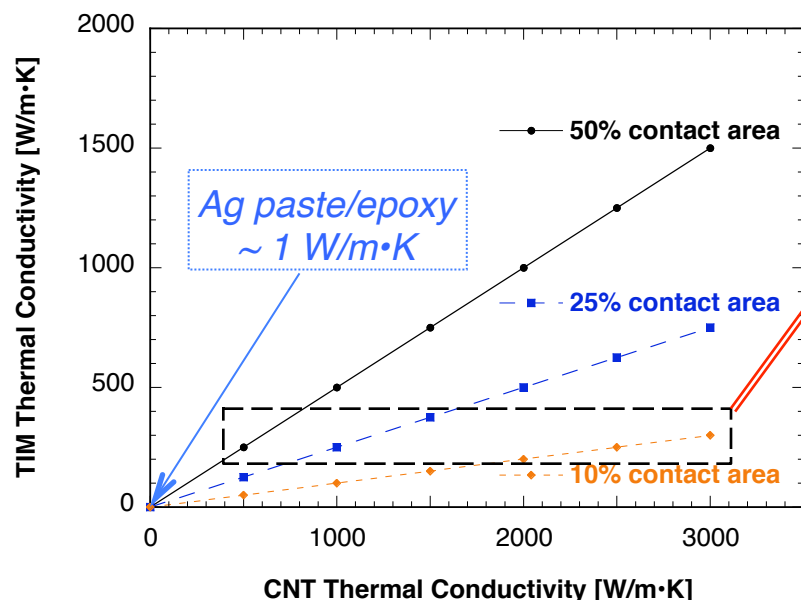 2000
1500
1000
500
0
TIM Thermal Conductivity [W/m•K]
50% contact area
Ag paste/epoxy
~ 1 W/m•K
25% contact area
10% contact area
0
1000
2000
3000
CNT Thermal Conductivity [W/m•K]